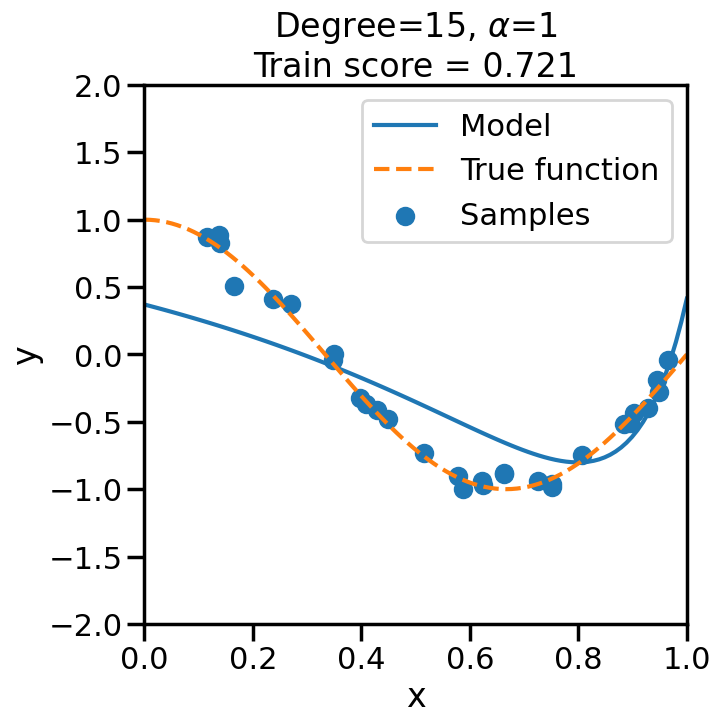 Degree=15, α=1
Train score = 0.721
Model
True function
Samples
2.0
1.5
1.0
0.5
0.0
−0.5
−1.0
−1.5
−2.0
y
0.0 0.2 0.4 0.6 0.8 1.0
x